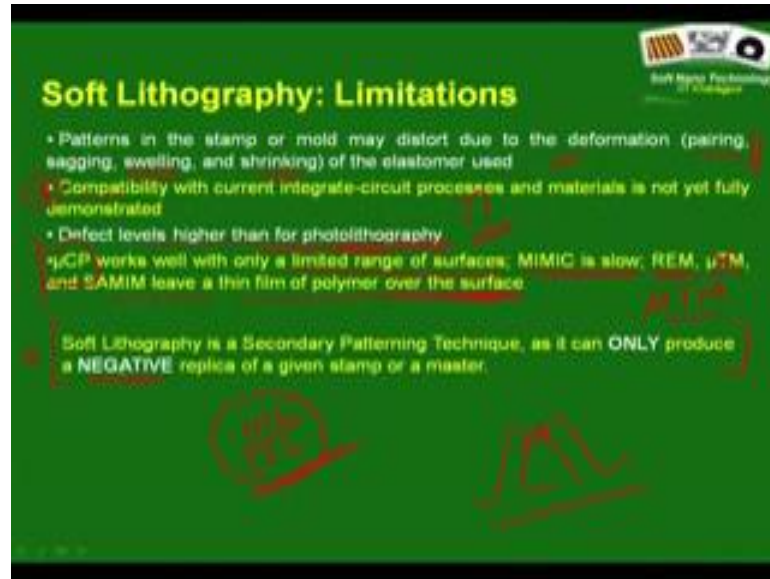 Soft Nano Technology
Soft Lithography: Limitations
• Patterns in the stamp or mold may distort due to the deformation (pairing,
sagging, swelling, and shrinking) of the elastomer used
• Compatibility with current integrate-circuit processes and materials is not yet fully
demonstrated
• Defect levels higher than for photolithography
•μCP works well with only a limited range of surfaces; MIMIC is slow; REM, μTM,
and SAMIM leave a thin film of polymer over the surface
Soft Lithography is a Secondary Patterning Technique, as it can ONLY produce
a NEGATIVE replica of a given stamp or a master.